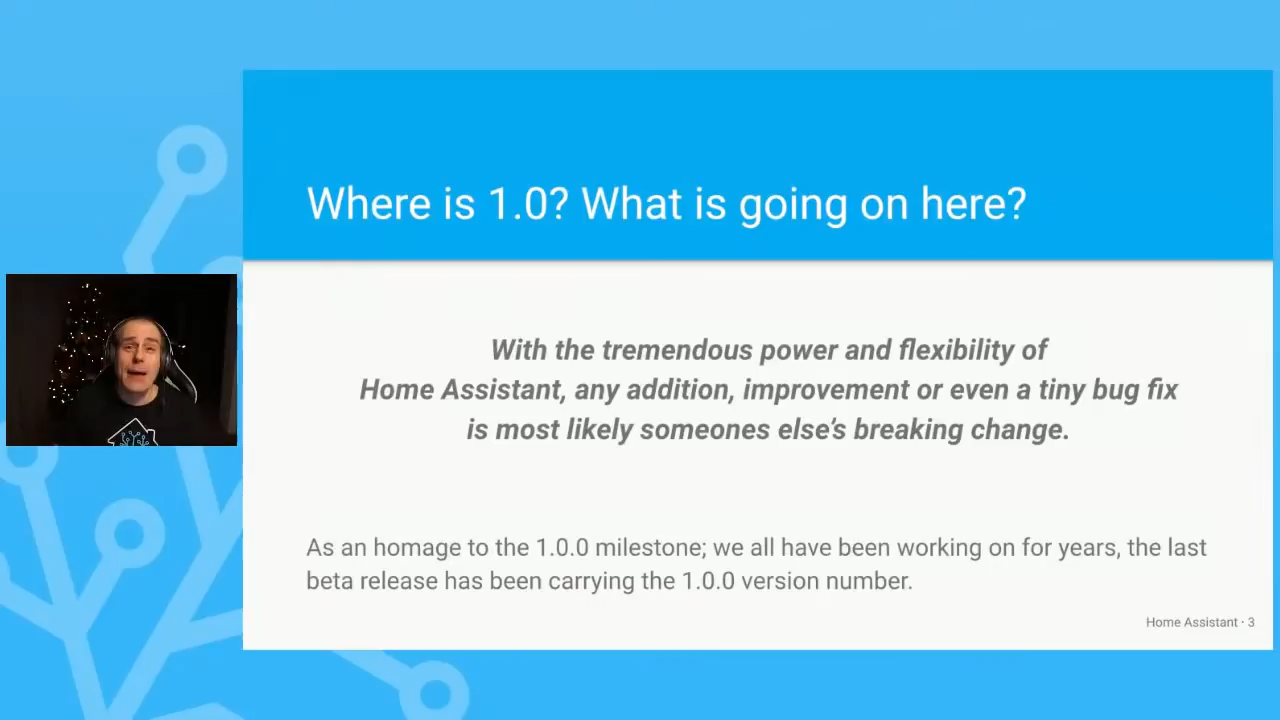 Where is 1.0? What is going on here?
With the tremendous power and flexibility of
Home Assistant, any addition, improvement or even a tiny bug fix
is most likely someones else’s breaking change.
As an homage to the 1.0.0 milestone; we all have been working on for years, the last
beta release has been carrying the 1.0.0 version number.
Home Assistant · 3